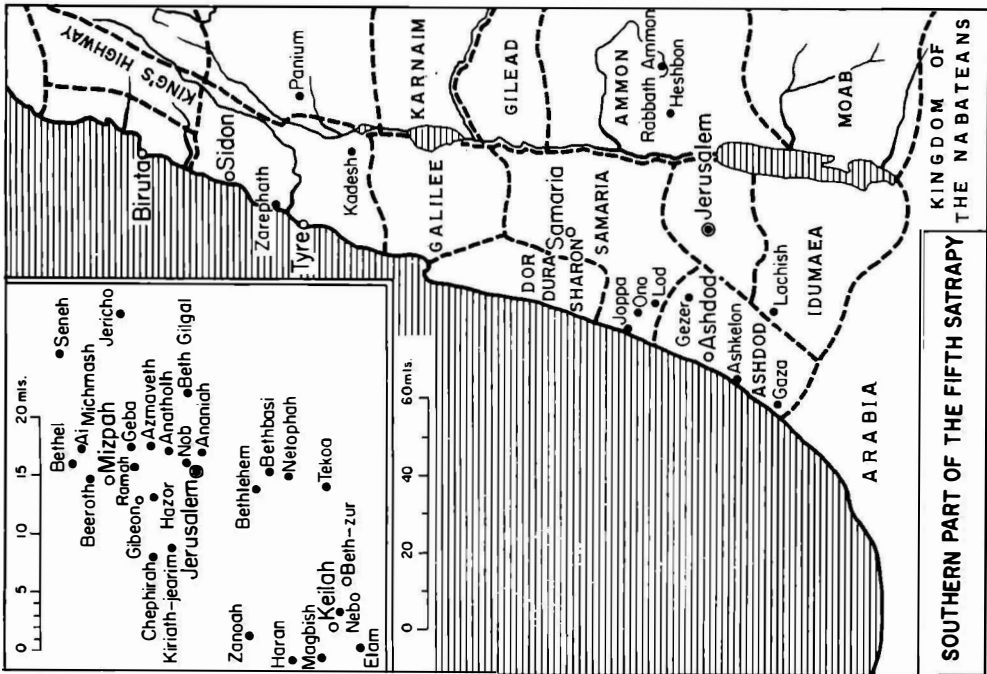 0 5 10 15 20 mls.
Bethel
Seneh
Ai
Michmash
Beeroth
Jericho
Mizpah
Ramah
Geba
Gibeon
Azmaveth
Chephirah
Hazor
Anatholh
Kiriath-jearim
Nob
Beth Gilgal
Jerusalem
Ananiah
Zanoah
Bethlehem
Bethbasi
Haran
Netophah
Magbish
Tekoa
Keilah
Nebo
Beth-zur
Elam
0 20 40 60mls.
KING'S HIGHWAY
Biruta
Sidon
Zarephath
Panium
Tyre
Kadesh
KARNAIM
GALILEE
GILEAD
DOR
DURA
SHARON
Samaria
SAMARIA
AMMON
Rabbath Ammon
Heshbon
Joppa
Ono
Lod
Gezer
Jerusalem
Ashdod
Ashkelon
ASHDOD
Lachish
Gaza
IDUMAEA
MOAB
ARABIA
KINGDOM OF
THE NABATEANS
SOUTHERN PART OF THE FIFTH SATRAPY